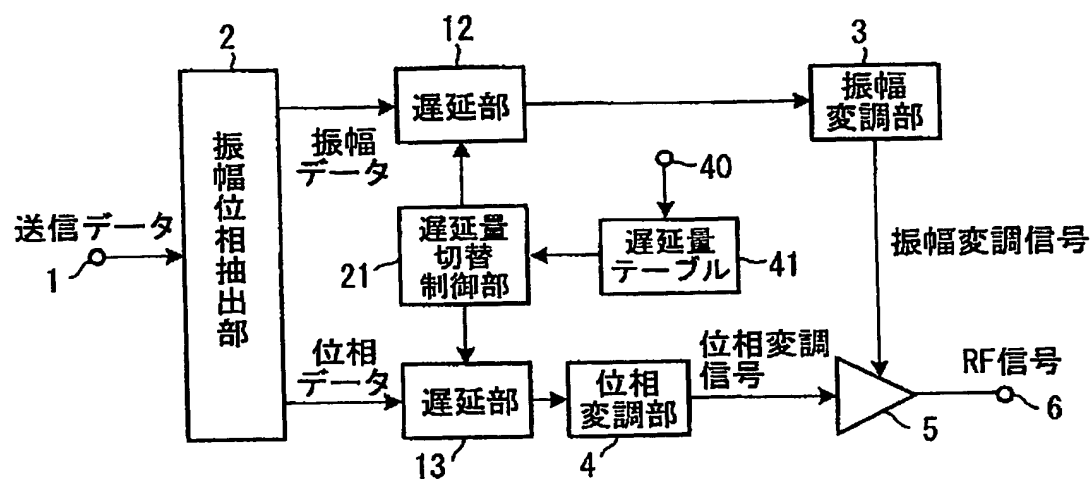 2
12
3
遅延部
振幅
変調部
振幅
データ
振幅位相抽出部
40
送信データ
1
遅延量
切替
制御部
21
遅延量
テーブル
41
振幅変調信号
位相
データ
遅延部
13
位相
変調部
4
位相変調
信号
5
RF信号
6